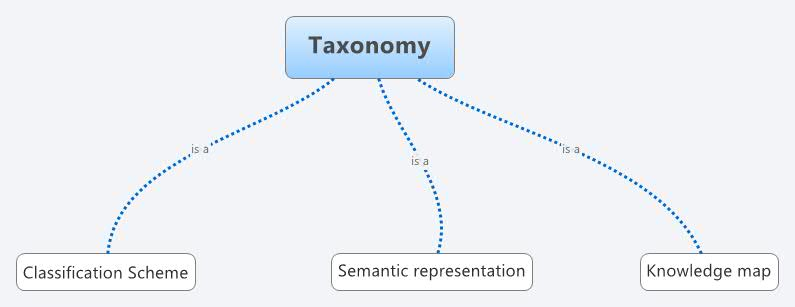 Taxonomy
is a
is a
is a
Classification Scheme
Semantic representation
Knowledge map